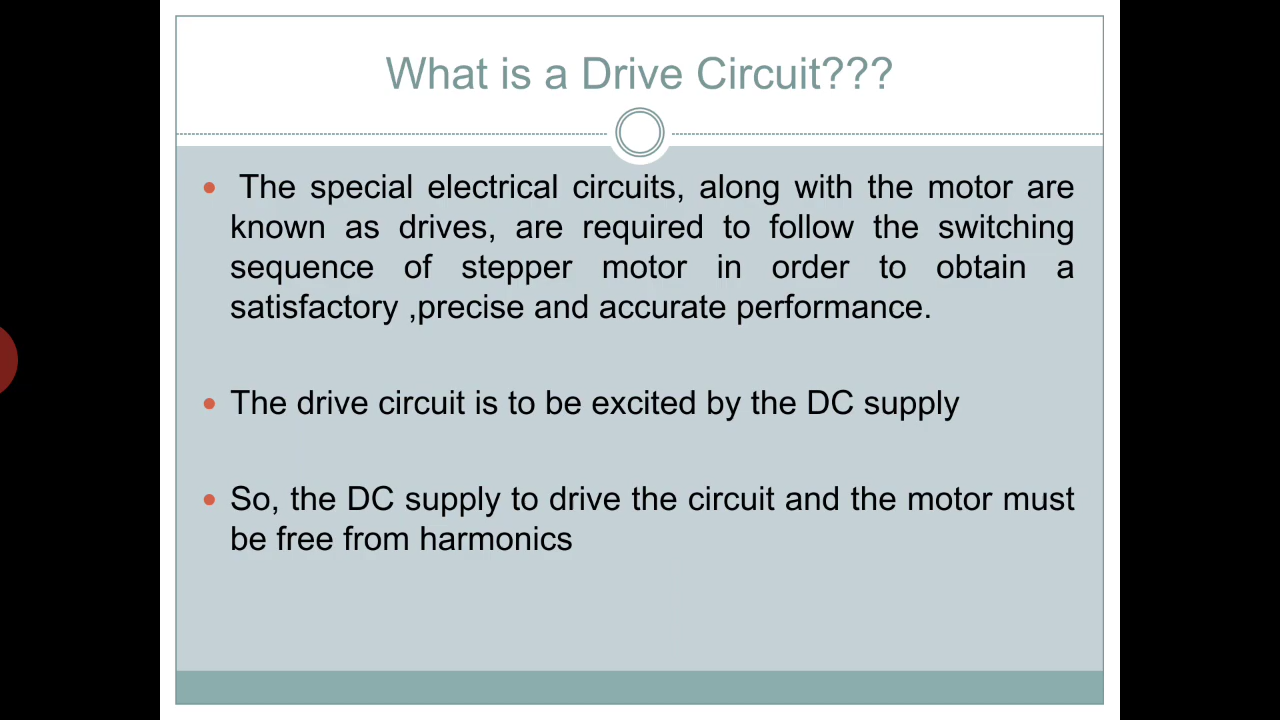 What is a Drive Circuit???
The special electrical circuits, along with the motor are
known as drives, are required to follow the switching
sequence of stepper motor in order to obtain a
satisfactory ,precise and accurate performance.
The drive circuit is to be excited by the DC supply
So, the DC supply to drive the circuit and the motor must
be free from harmonics